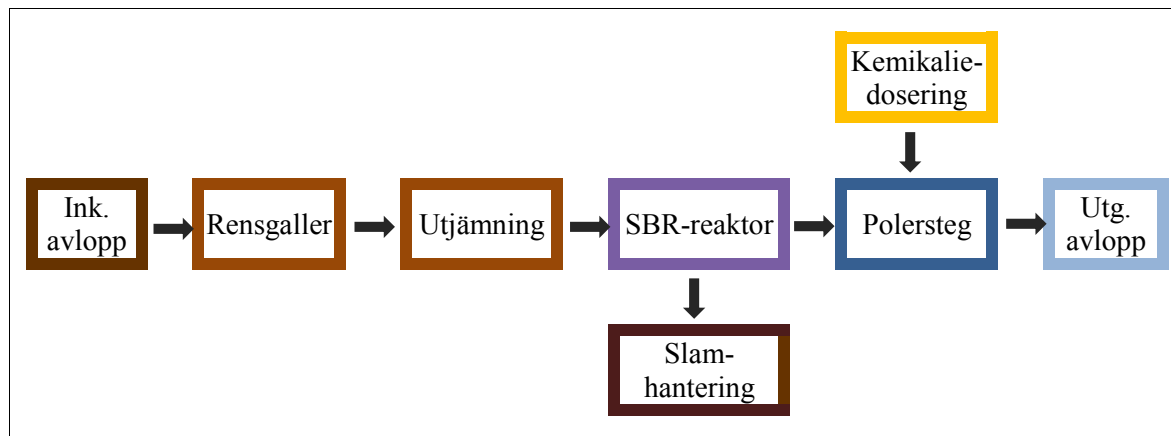 Kemikalie-
dosering
Ink.
avlopp
Rensgaller
Utjämning
SBR-reaktor
Polersteg
Utg.
avlopp
Slam-
hantering